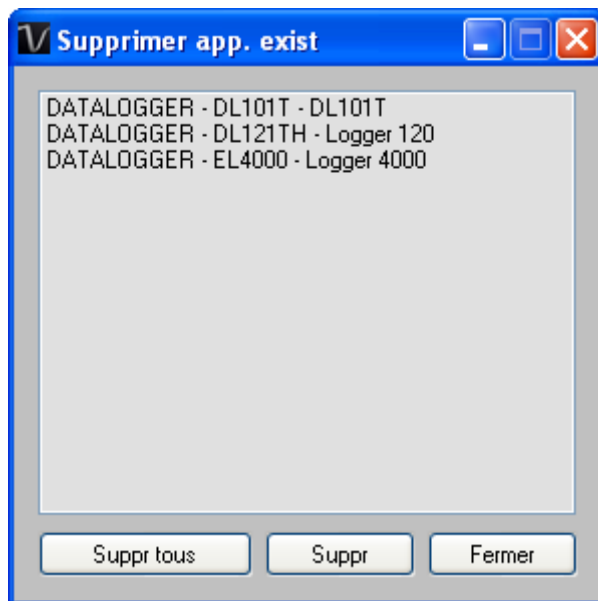 Supprimer app. exist
DATALOGGER - DL101T - DL101T
DATALOGGER - DL121TH - Logger 120
DATALOGGER - EL4000 - Logger 4000
Suppr tous Suppr Fermer